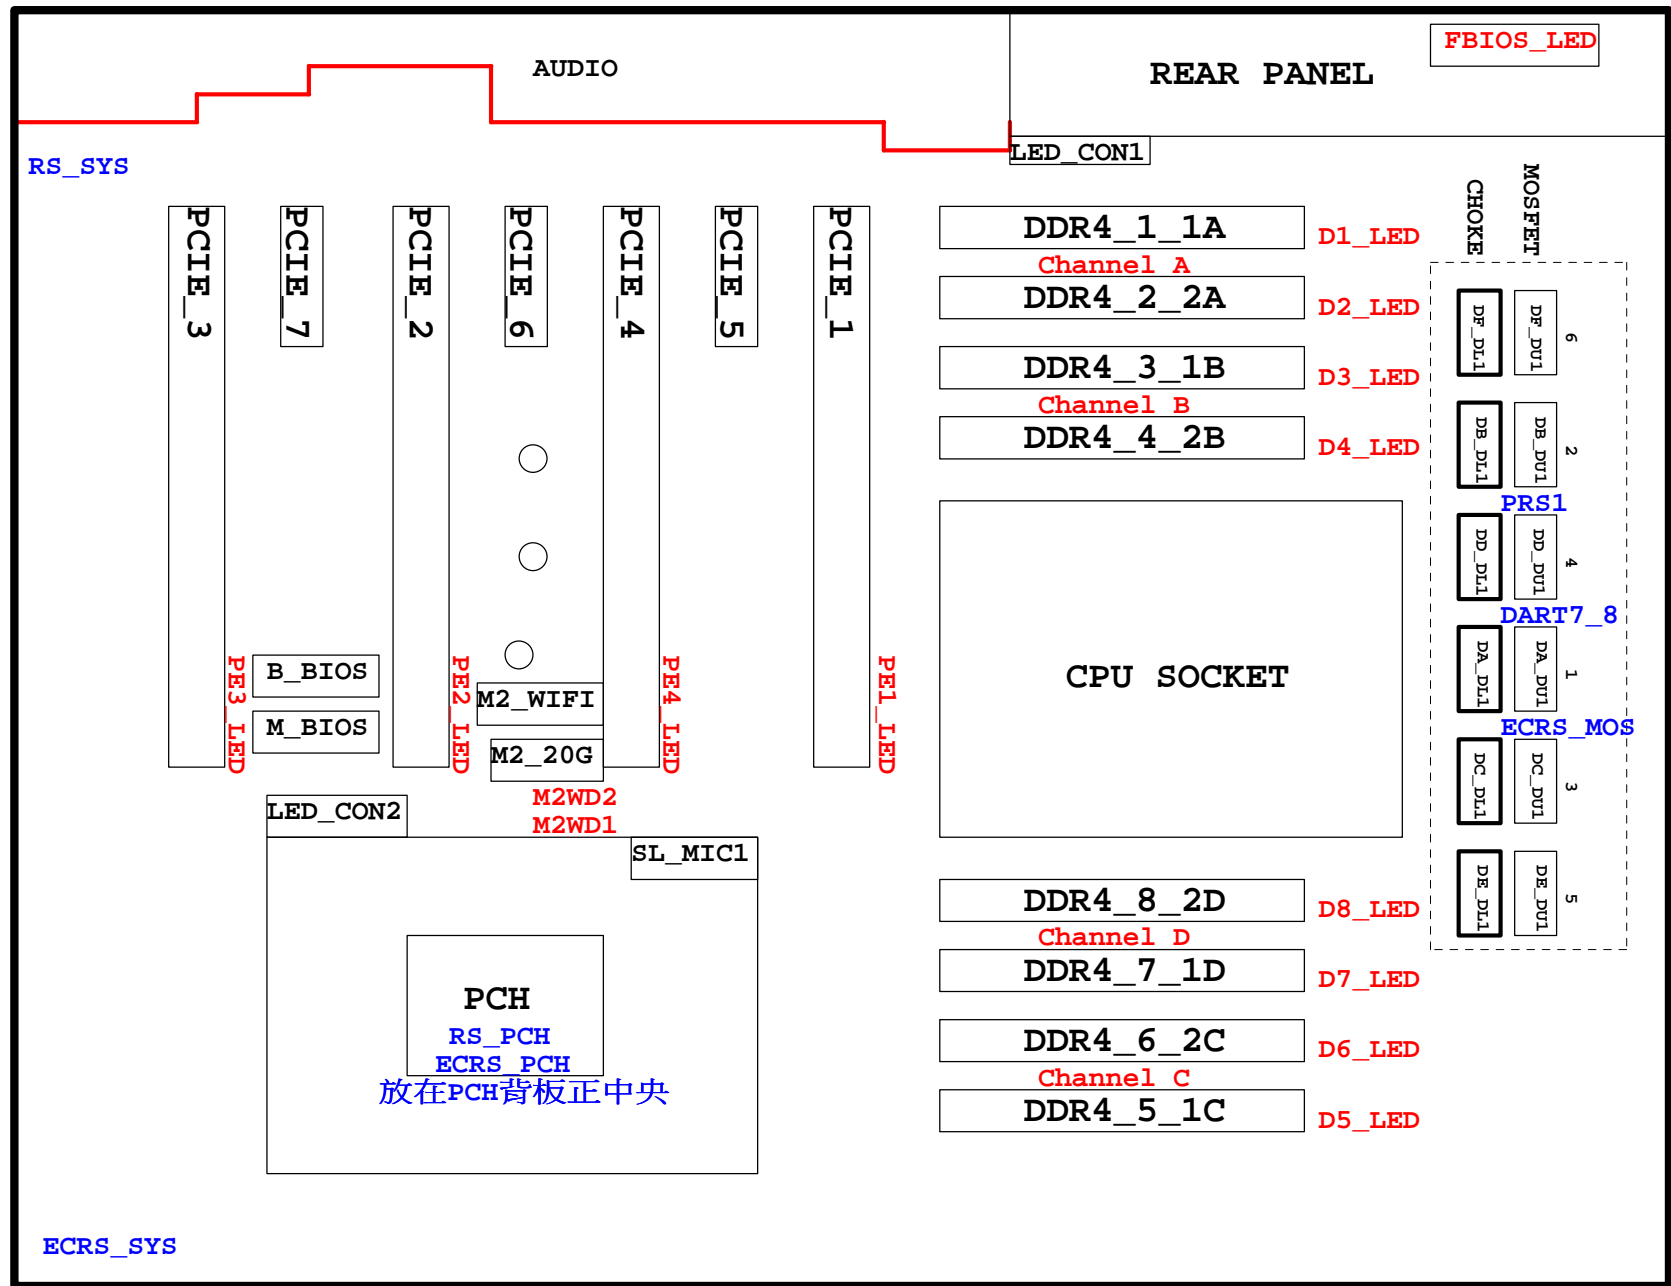 FBIOS_LED
AUDIO
REAR PANEL
LED_CON1
RS_SYS
MOSFET
CHOKE
PCIE_3
PCIE_7
PCIE_2
PCIE_6
PCIE_4
PCIE_5
PCIE_1
DDR4_1_1A
D1_LED
Channel A
DDR4_2_2A
D2_LED
DDR4_3_1B
D3_LED
Channel B
DDR4_4_2B
D4_LED
DF_DL1
DF_DU1
6
DB_DL1
DB_DU1
2
PRS1
DD_DL1
DD_DU1
4
DART7_8
DA_DL1
DA_DU1
1
ECRS_MOS
DC_DL1
DC_DU1
3
DE_DL1
DE_DU1
5
CPU SOCKET
PE3_LED
B_BIOS
M_BIOS
PE2_LED
M2_WIFI
M2_20G
PE4_LED
PE1_LED
M2WD2
M2WD1
LED_CON2
SL_MIC1
PCH
RS_PCH
ECRS_PCH
放在PCH背板正中央
DDR4_8_2D
D8_LED
Channel D
DDR4_7_1D
D7_LED
DDR4_6_2C
D6_LED
Channel C
DDR4_5_1C
D5_LED
ECRS_SYS